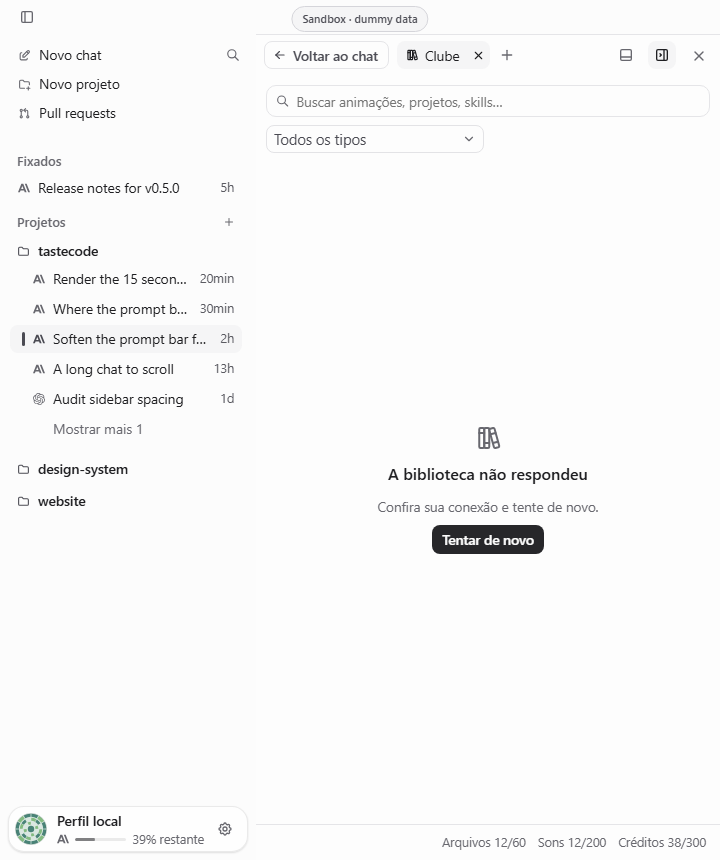 Sandbox · dummy data
Novo chat
Novo projeto
Pull requests
Fixados
Release notes for v0.5.0 5h
Projetos
tastecode
Render the 15 secon... 20min
Where the prompt b... 30min
Soften the prompt bar f... 2h
A long chat to scroll 13h
Audit sidebar spacing 1d
Mostrar mais 1
design-system
website
Perfil local
39% restante
Voltar ao chat
Clube
Buscar animações, projetos, skills...
Todos os tipos
A biblioteca não respondeu
Confira sua conexão e tente de novo.
Tentar de novo
Arquivos 12/60 Sons 12/200 Créditos 38/300